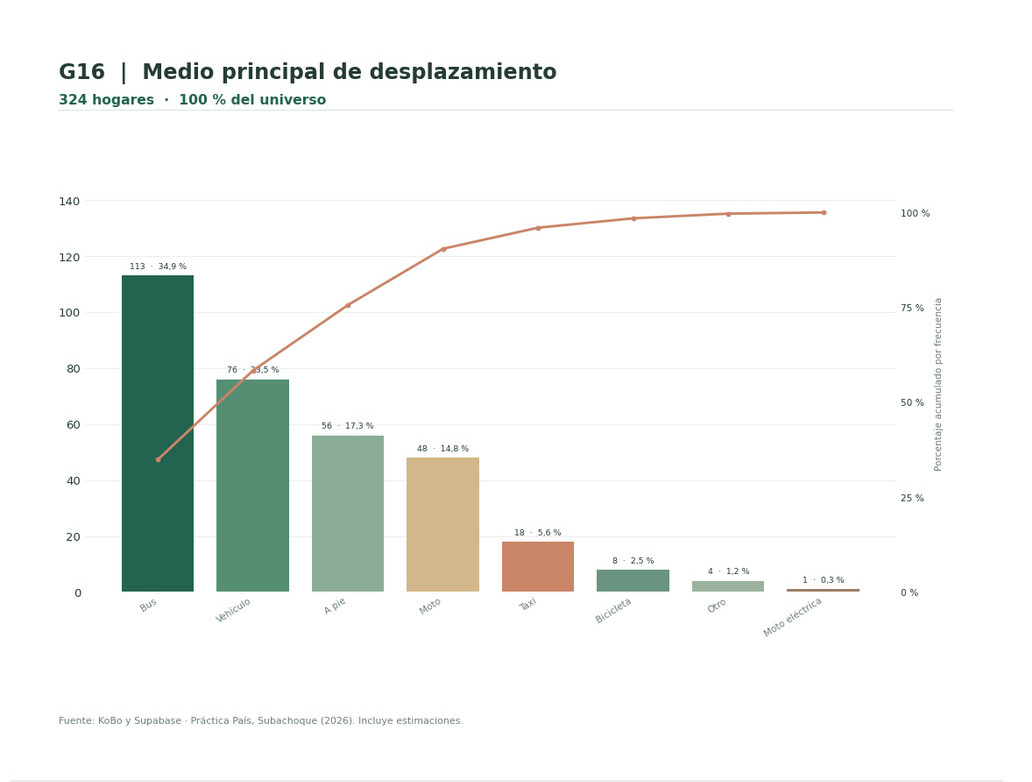 G16 | Medio principal de desplazamiento
324 hogares · 100 % del universo
140
120
100
80
60
40
20
0
113 · 34,9 %
76 · 23,5 %
56 · 17,3 %
48 · 14,8 %
18 · 5,6 %
8 · 2,5 %
4 · 1,2 %
1 · 0,3 %
100 %
75 %
50 %
25 %
0 %
Porcentaje acumulado por frecuencia
Bus
Vehículo
A pie
Moto
Taxi
Bicicleta
Otro
Moto eléctrica
Fuente: KoBo y Supabase · Práctica País, Subachoque (2026). Incluye estimaciones.